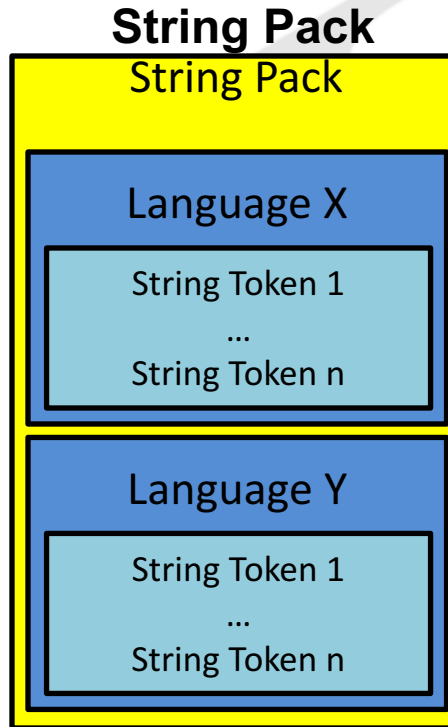 String Pack
String Pack
Language X
String Token 1
...
String Token n
Language Y
String Token 1
...
String Token n